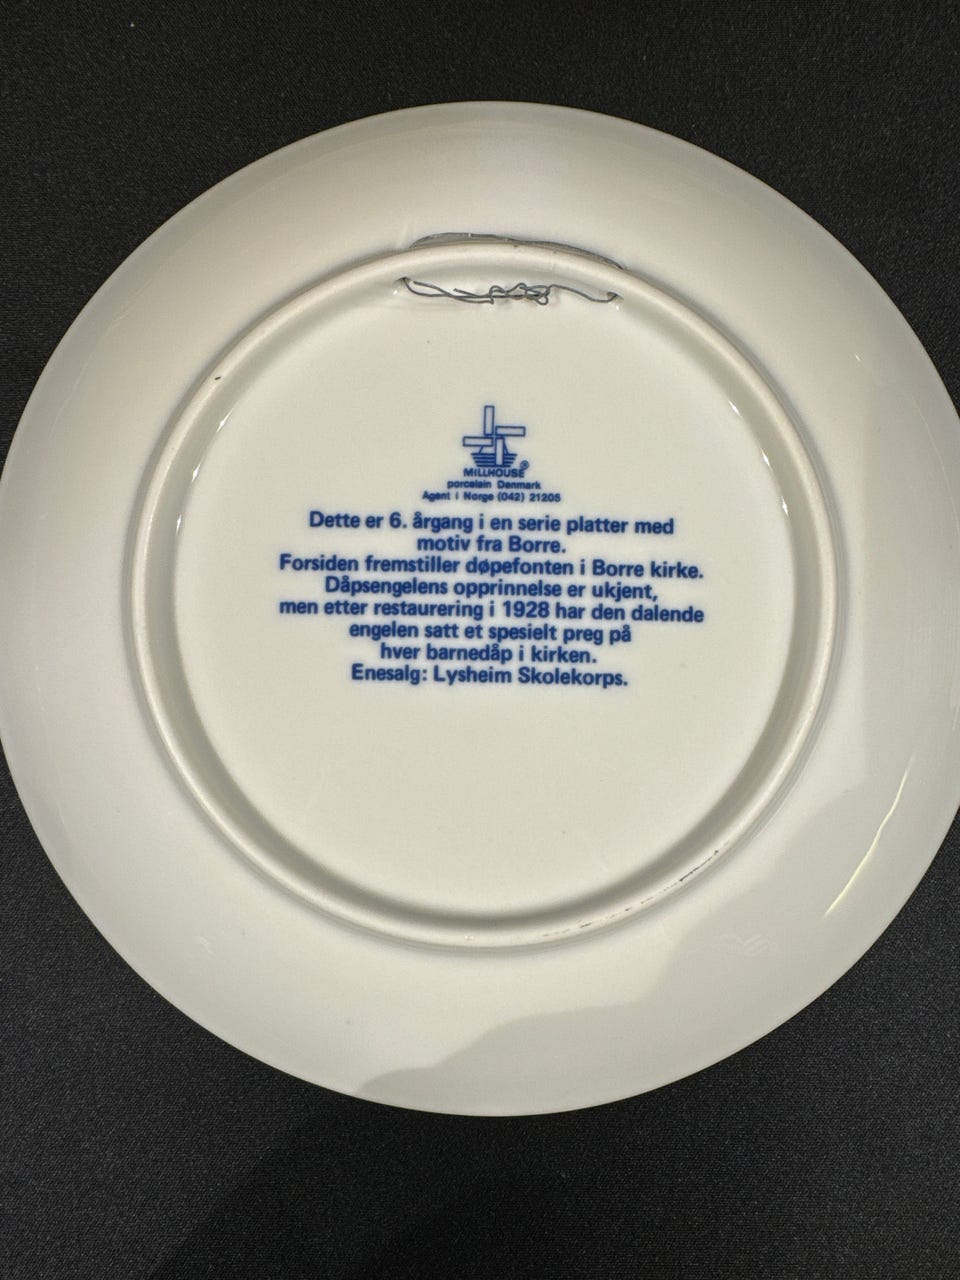 MILLHOUSE®
porcelain Denmark
Agent i Norge (042) 21205
Dette er 6. årgang i en serie platter med
motiv fra Borre.
Forsiden fremstiller døpefonten i Borre kirke.
Dåpsengelens opprinnelse er ukjent,
men etter restaurering i 1928 har den dalende
engelen satt et spesielt preg på
hver barnedåp i kirken.
Enesalg: Lysheim Skolekorps.